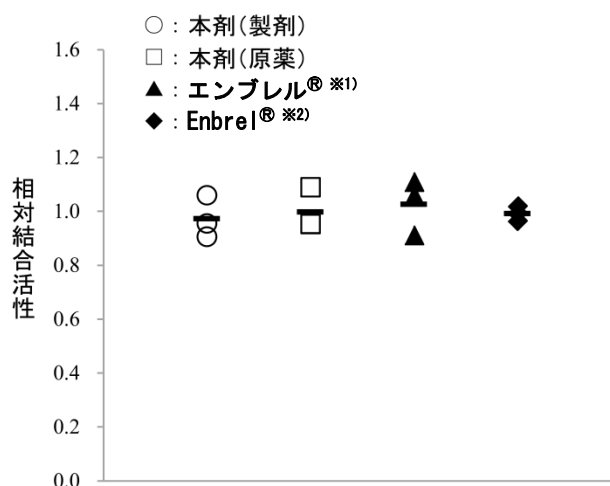 ○：本剤（製剤）
□：本剤（原薬）
▲：エンブレル® ※1)
◆：Enbrel® ※2)
相対結合活性
1.6
1.4
1.2
1.0
0.8
0.6
0.4
0.2
0.0